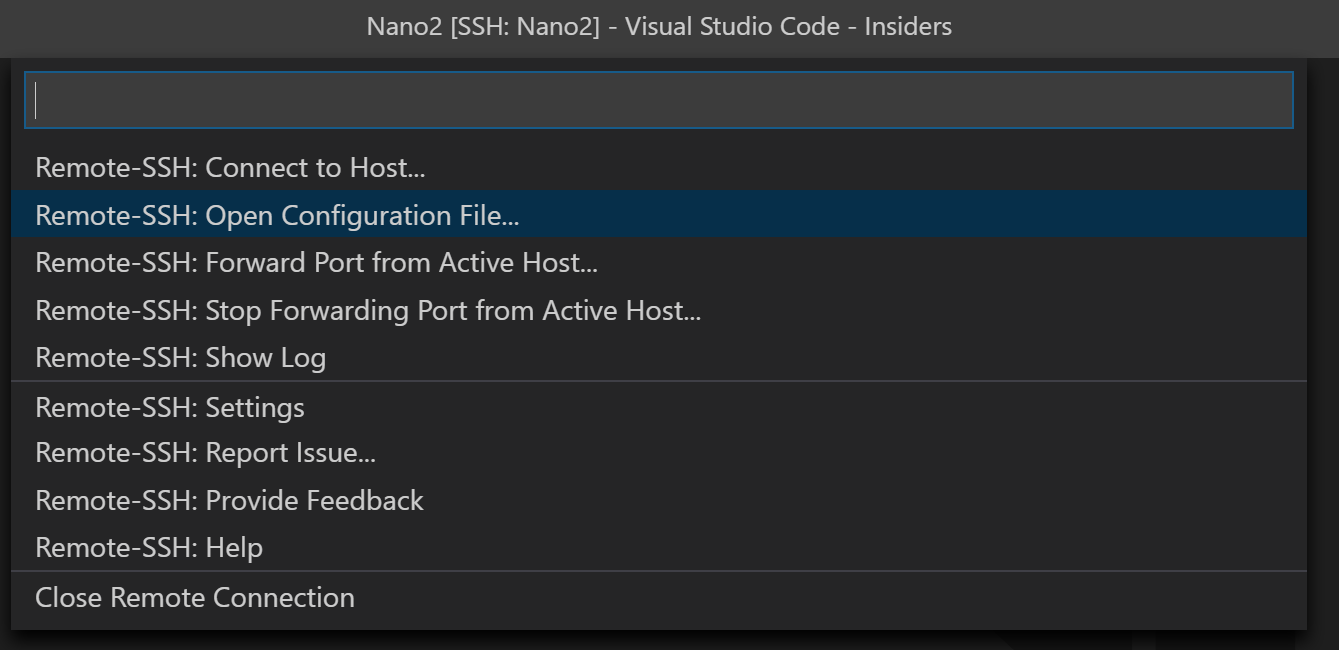 Nano2 [SSH: Nano2] - Visual Studio Code - Insiders
Remote-SSH: Connect to Host...
Remote-SSH: Open Configuration File...
Remote-SSH: Forward Port from Active Host...
Remote-SSH: Stop Forwarding Port from Active Host...
Remote-SSH: Show Log
Remote-SSH: Settings
Remote-SSH: Report Issue...
Remote-SSH: Provide Feedback
Remote-SSH: Help
Close Remote Connection